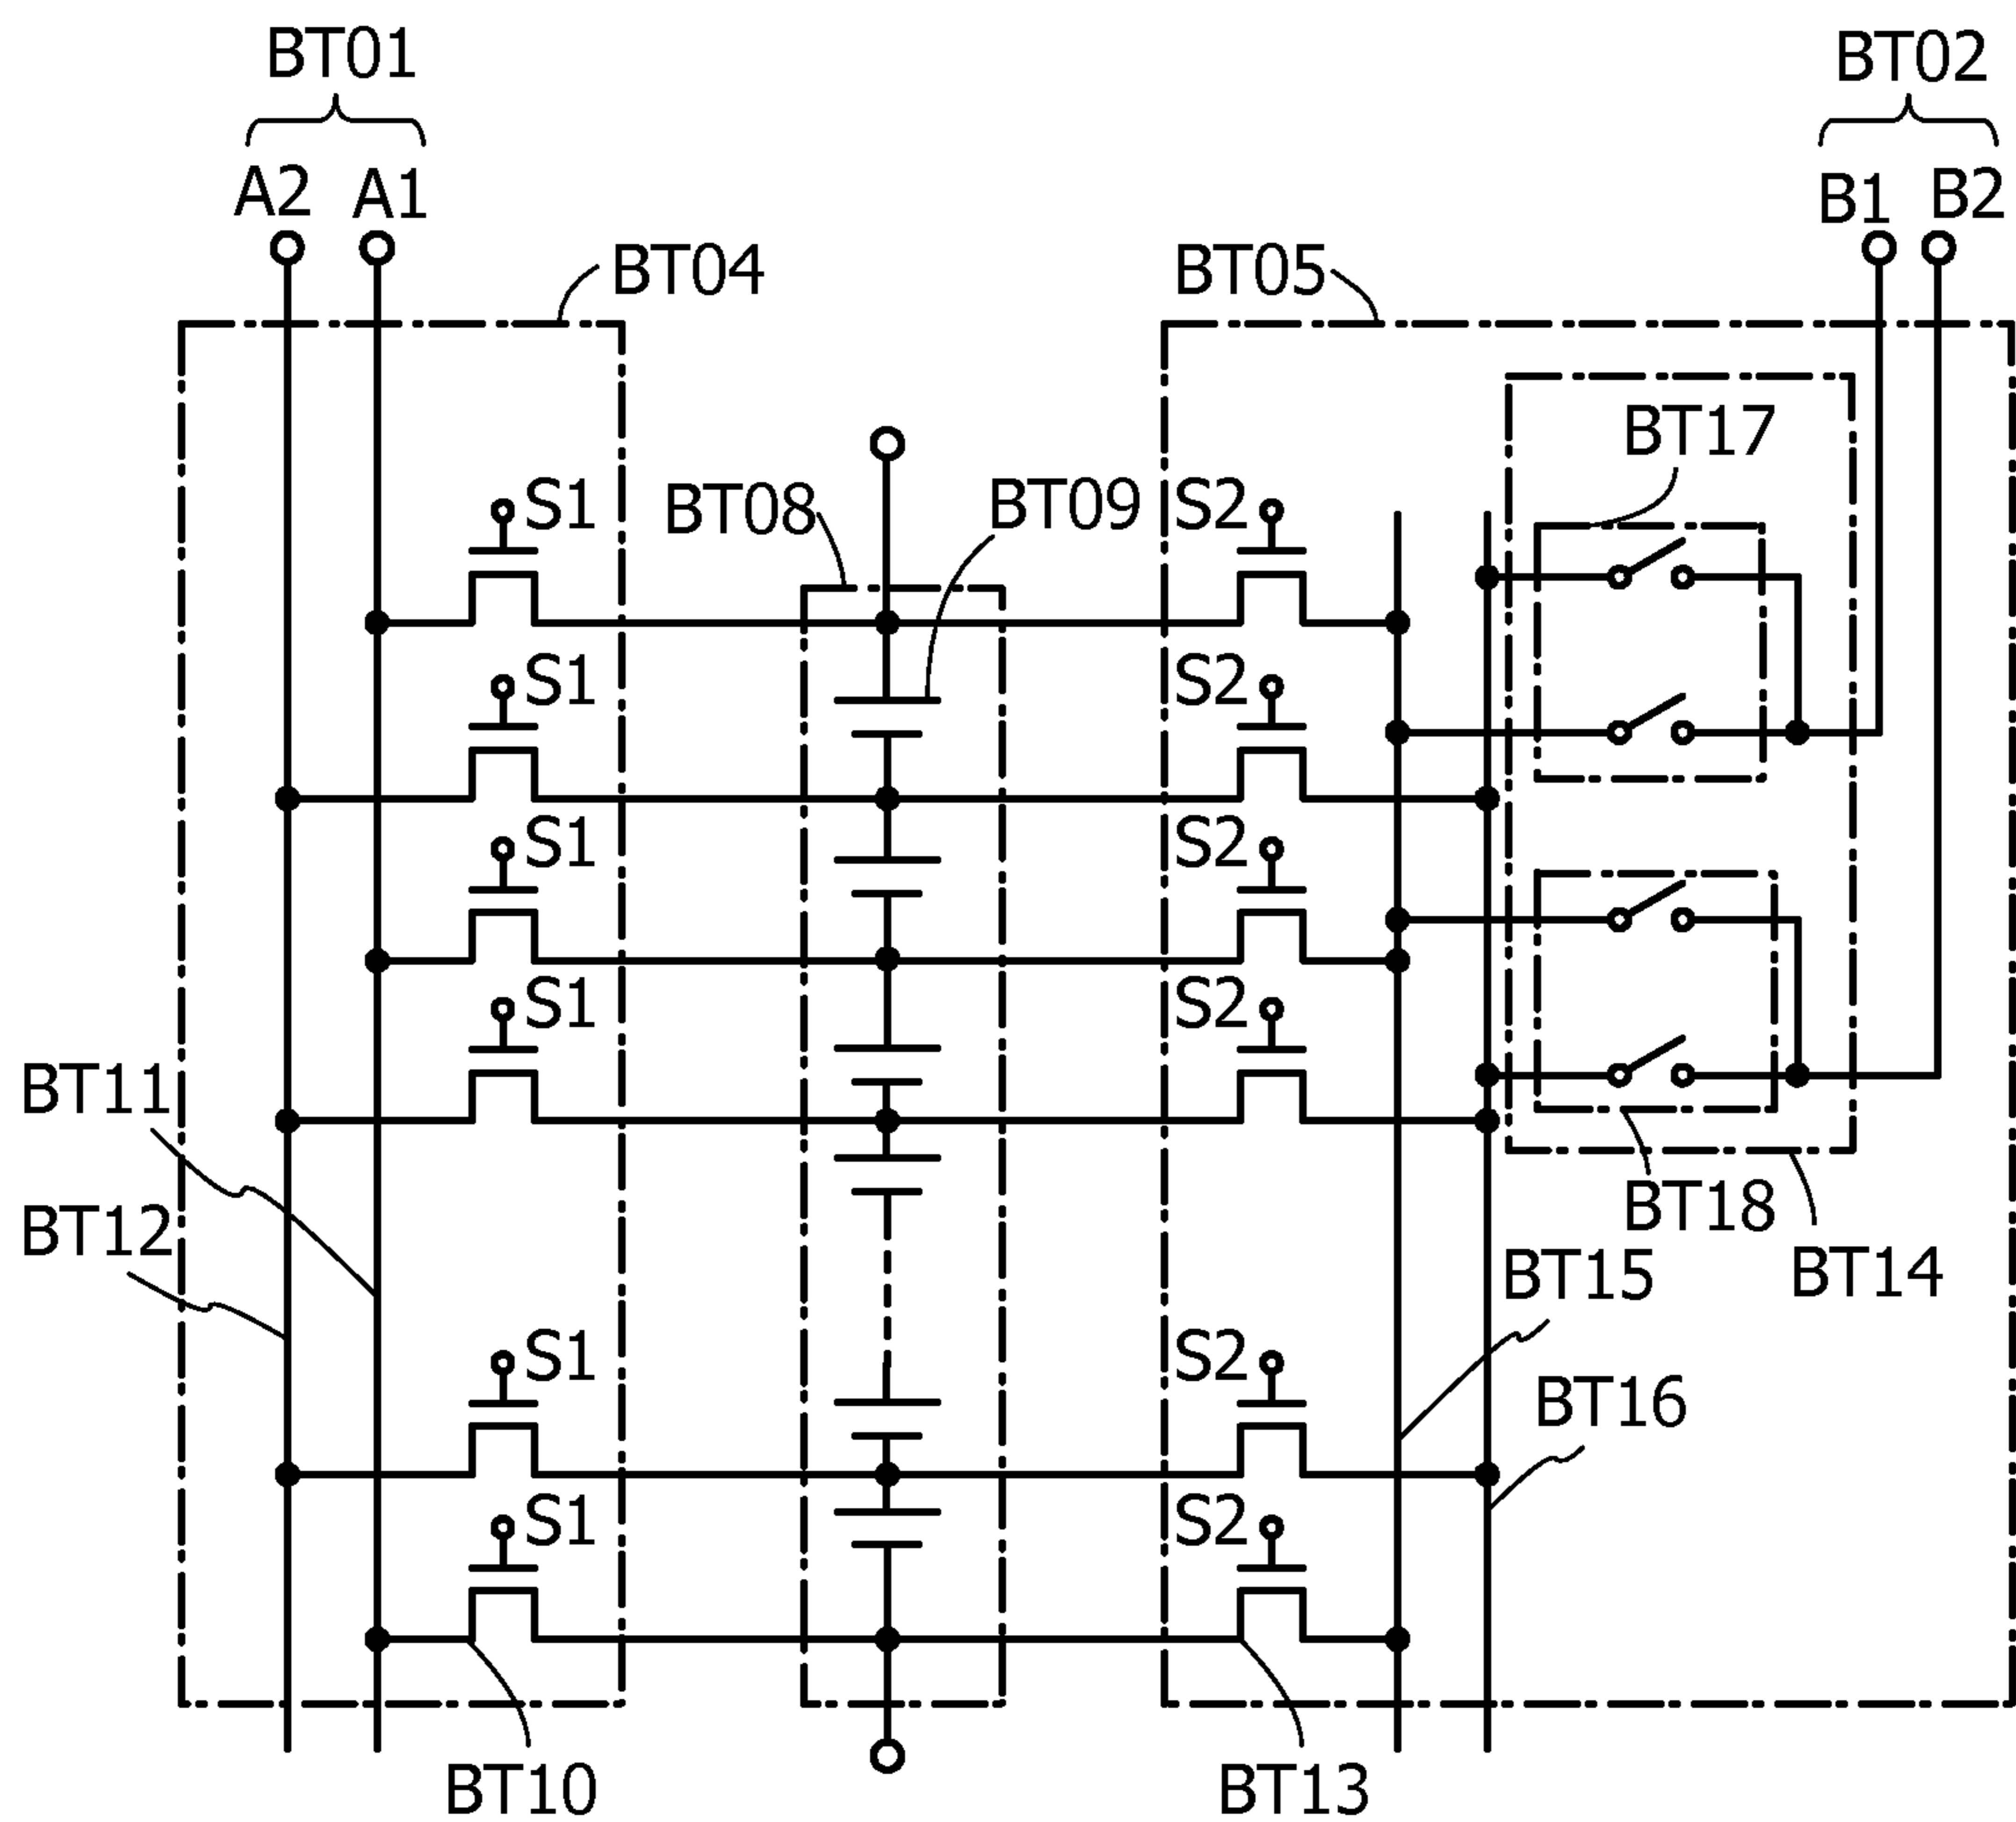 BT01
BT02
A2 A1
B1 B2
BT04
BT05
BT17
S1
BT08
BT09
S2
S1
S2
S1
S2
S1
S2
BT11
BT18
BT12
BT15
BT14
S1
S2
BT16
S1
S2
BT10
BT13